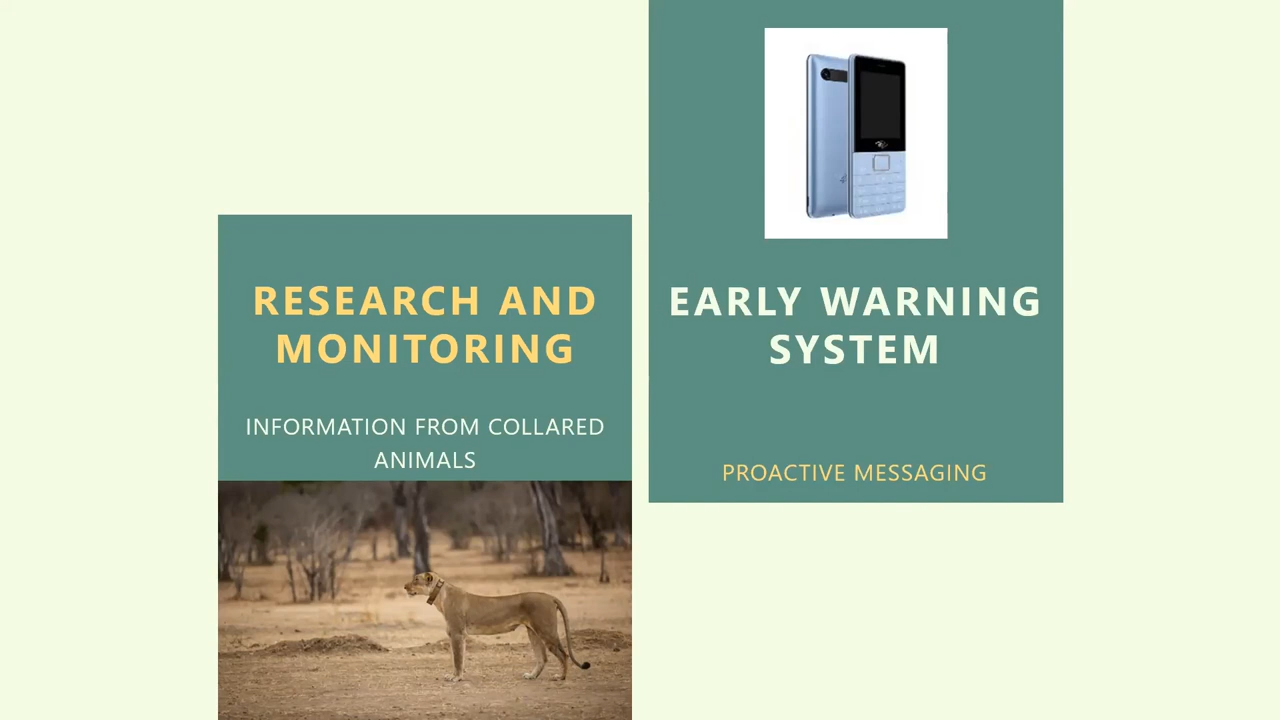 RESEARCH AND
MONITORING
INFORMATION FROM COLLARED
ANIMALS
EARLY WARNING
SYSTEM
PROACTIVE MESSAGING